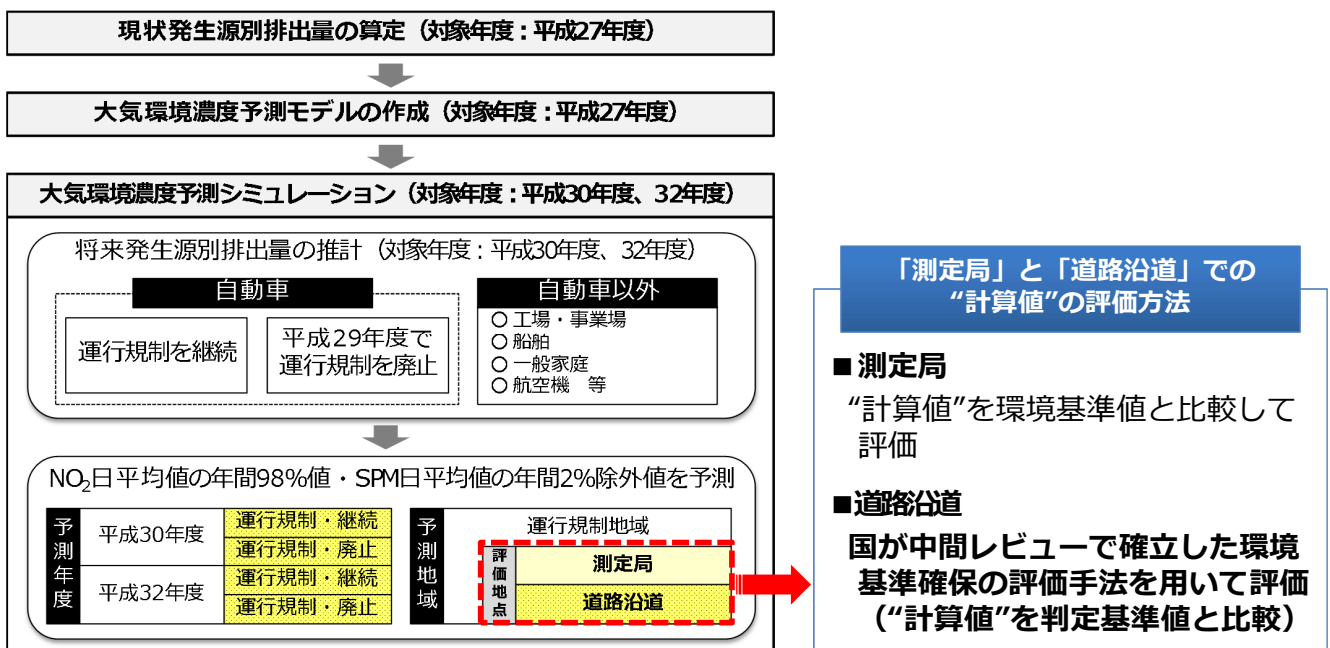 現状発生源別排出量の算定（対象年度：平成27年度）
大気環境濃度予測モデルの作成（対象年度：平成27年度）
大気環境濃度予測シミュレーション（対象年度：平成30年度、32年度）
将来発生源別排出量の推計（対象年度：平成30年度、32年度）
自動車
運行規制を継続
平成29年度で
運行規制を廃止
自動車以外
○工場・事業場
○船舶
○一般家庭
○航空機　等
NO₂日平均値の年間98%値・SPM日平均値の年間2%除外値を予測
予測年度
平成30年度
運行規制・継続
運行規制・廃止
平成32年度
運行規制・継続
運行規制・廃止
予測地域
運行規制地域
評価地点
測定局
道路沿道
「測定局」と「道路沿道」での
“計算値”の評価方法
■測定局
“計算値”を環境基準値と比較して
評価
■道路沿道
国が中間レビューで確立した環境
基準確保の評価手法を用いて評価
（“計算値”を判定基準値と比較）